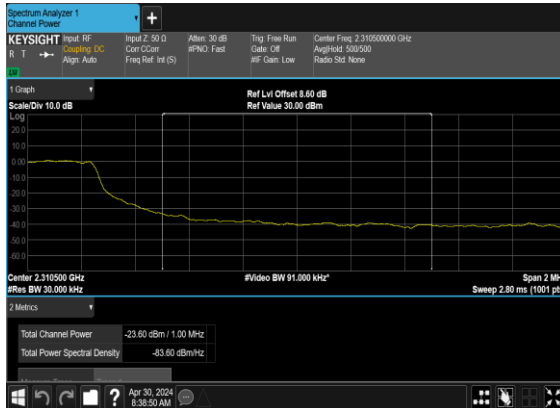 Spectrum Analyzer 1
Channel Power
+
KEYSIGHT
R T
LXI
Input: RF
Coupling: DC
Align: Auto
Input Z: 50 Ω
Corr CCorr
Freq Ref: Int (S)
Atten: 30 dB
#PNO: Fast
Trig: Free Run
Gate: Off
#IF Gain: Low
Center Freq: 2.310500000 GHz
Avg|Hold: 500/500
Radio Std: None
1 Graph
Scale/Div 10.0 dB
Ref Lvl Offset 8.60 dB
Ref Value 30.00 dBm
Log
20.0
10.0
0.00
-10.0
-20.0
-30.0
-40.0
-50.0
-60.0
Center 2.310500 GHz
#Video BW 91.000 kHz*
Span 2 MH
#Res BW 30.000 kHz
Sweep 2.80 ms (1001 pt
2 Metrics
Total Channel Power -23.60 dBm / 1.00 MHz
Total Power Spectral Density -83.60 dBm/Hz
?
Apr 30, 2024
8:38:50 AM